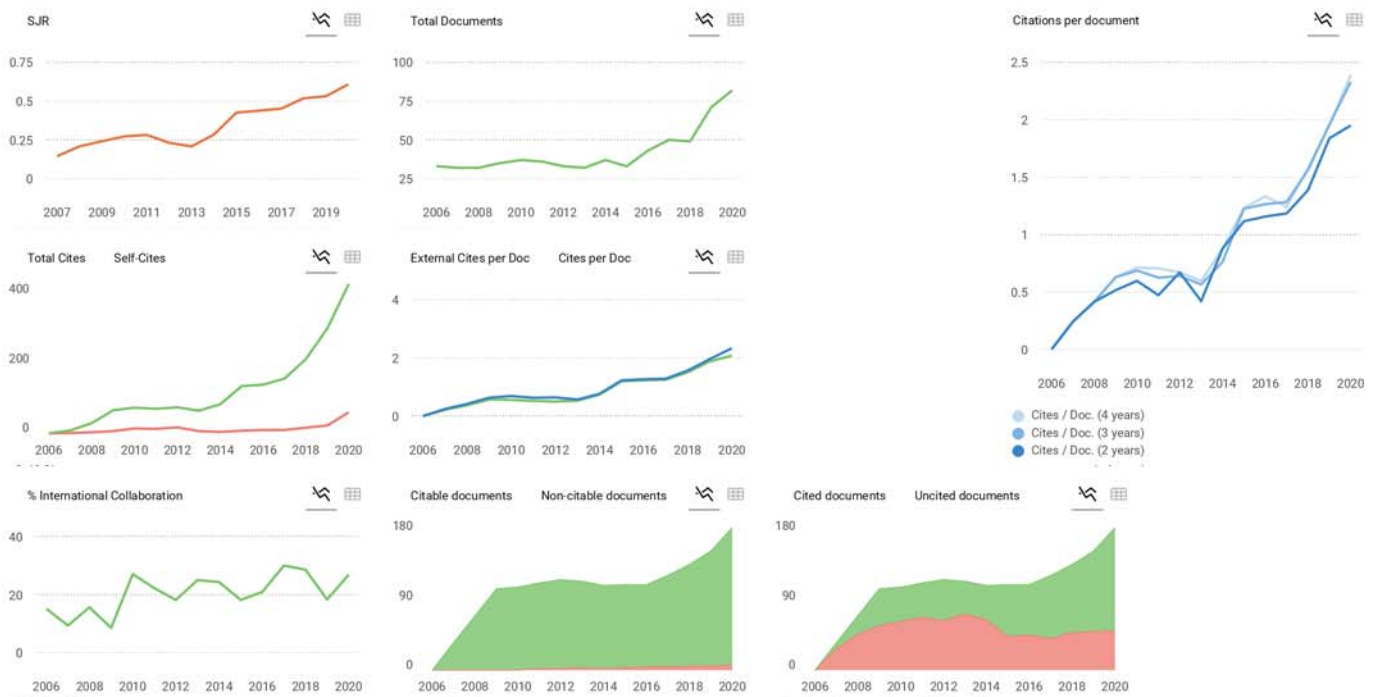 SJR
0.75
0.5
0.25
0
2007 2009 2011 2013 2015 2017 2019
Total Documents
100
75
50
25
2006 2008 2010 2012 2014 2016 2018 2020
Citations per document
2.5
2
1.5
1
0.5
0
2006 2008 2010 2012 2014 2016 2018 2020
Cites / Doc. (4 years)
Cites / Doc. (3 years)
Cites / Doc. (2 years)
Total Cites Self-Cites
400
200
0
2006 2008 2010 2012 2014 2016 2018 2020
External Cites per Doc Cites per Doc
4
2
0
2006 2008 2010 2012 2014 2016 2018 2020
% International Collaboration
40
20
0
2006 2008 2010 2012 2014 2016 2018 2020
Citable documents Non-citable documents
180
90
0
2006 2008 2010 2012 2014 2016 2018 2020
Cited documents Uncited documents
180
90
0
2006 2008 2010 2012 2014 2016 2018 2020